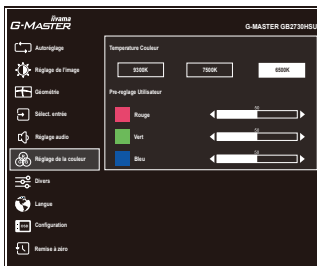 iiyama
G-MASTER
G-MASTER GB2730HSU
Autoréglage
Réglage de l'image
Géométrie
Sélect. entrée
Réglage audio
Réglage de la couleur
Divers
Langue
Configuration
Remise à zéro
Temperature Couleur
9300K
7500K
6500K
Pre-reglage Utilisateur
Rouge
50
Vert
50
Bleu
50